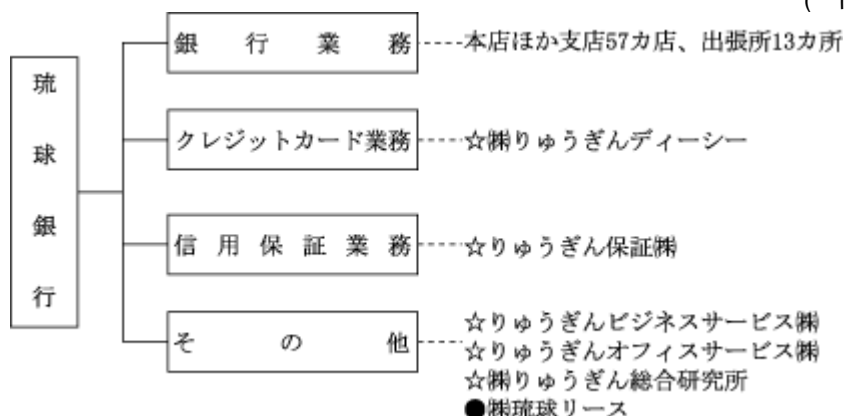 琉球銀行
銀行業務
本店ほか支店57カ店、出張所13カ所
クレジットカード業務
☆㈱りゅうぎんディーシー
信用保証業務
☆りゅうぎん保証㈱
その他
☆りゅうぎんビジネスサービス㈱
☆りゅうぎんオフィスサービス㈱
☆㈱りゅうぎん総合研究所
●㈱琉球リース